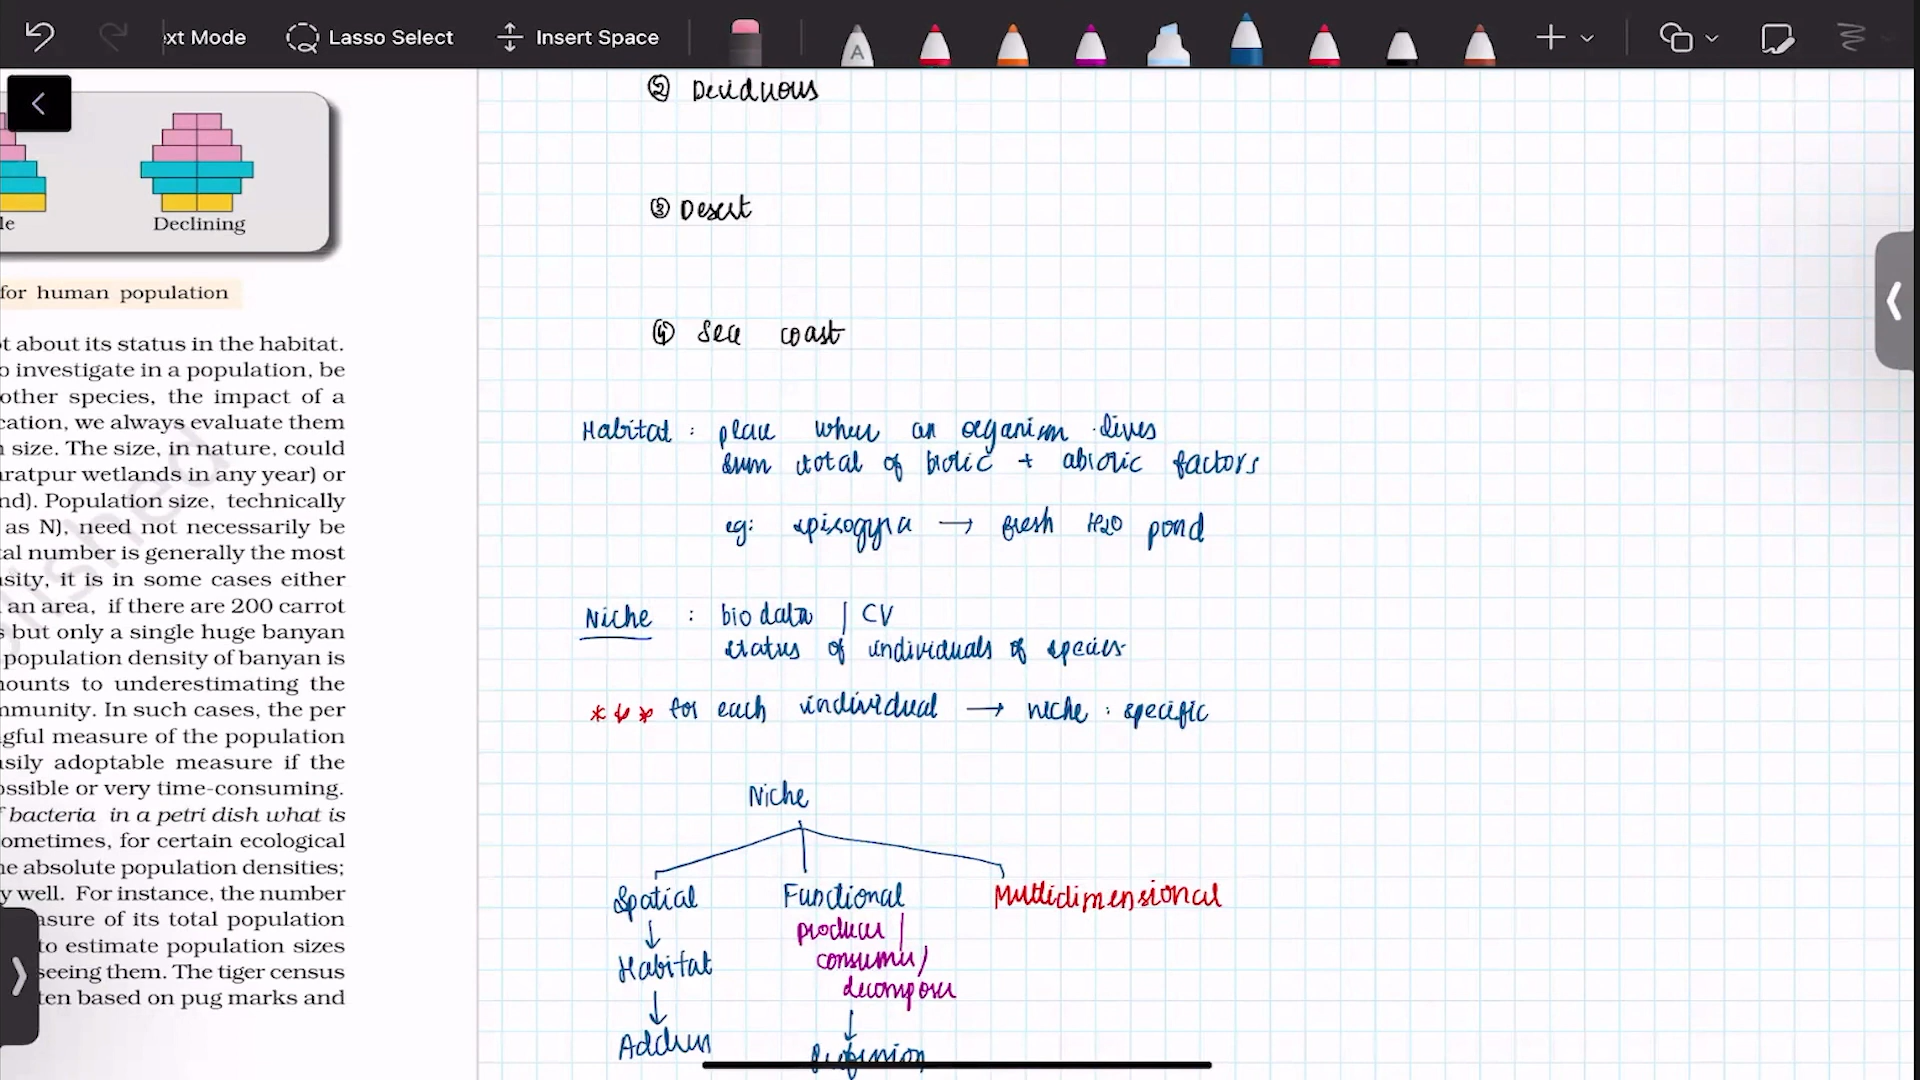 ext Mode
Lasso Select
Insert Space
A
le
Declining
for human population
t about its status in the habitat.
o investigate in a population, be
other species, the impact of a
cation, we always evaluate them
size. The size, in nature, could
aratpur wetlands in any year) or
nd). Population size, technically
as N), need not necessarily be
tal number is generally the most
sity, it is in some cases either
an area, if there are 200 carrot
s but only a single huge banyan
population density of banyan is
ounts to underestimating the
mmunity. In such cases, the per
gful measure of the population
asily adoptable measure if the
ossible or very time-consuming.
f bacteria in a petri dish what is
ometimes, for certain ecological
he absolute population densities;
y well. For instance, the number
asure of its total population
to estimate population sizes
seeing them. The tiger census
ten based on pug marks and
② Deciduous
③ Desert
④ Sea coast
Habitat : place where an organism lives
sum total of biotic + abiotic factors
eg: spirogyra → fresh H2O pond
Niche : bio data / CV
status of individuals of species
*** for each individual → niche : specific
Niche
Spatial Functional Multidimensional
↓ producer /
Habitat consumer /
decomposer
↓ ↓
Address Profession